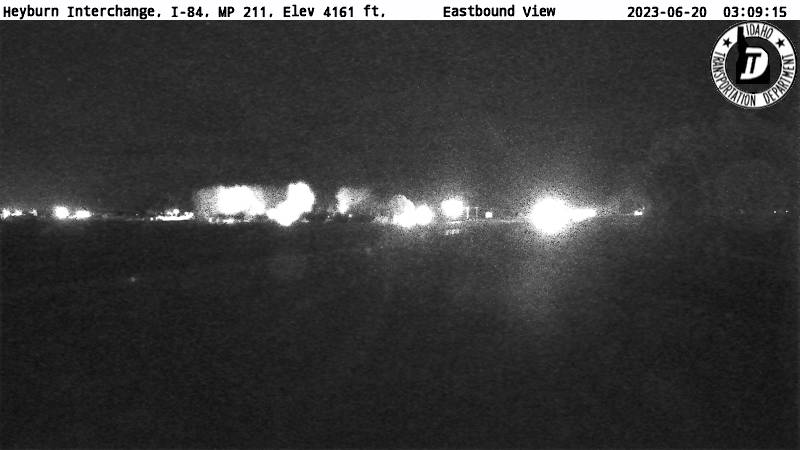 Heyburn Interchange, I-84, MP 211, Elev 4161 ft, Eastbound View 2023-06-20 03:09:15
IDAHO
TRANSPORTATION DEPARTMENT